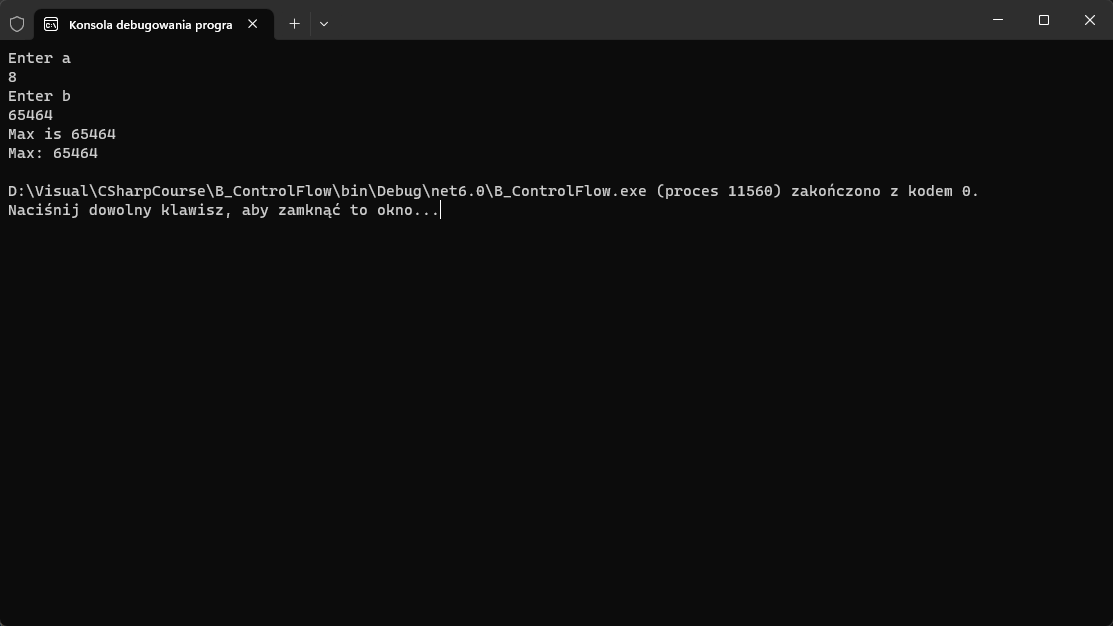 Konsola debugowania progra
Enter a
8
Enter b
65464
Max is 65464
Max: 65464
D:\Visual\CSharpCourse\B_ControlFlow\bin\Debug\net6.0\B_ControlFlow.exe (proces 11560) zakończono z kodem 0.
Naciśnij dowolny klawisz, aby zamknąć to okno...